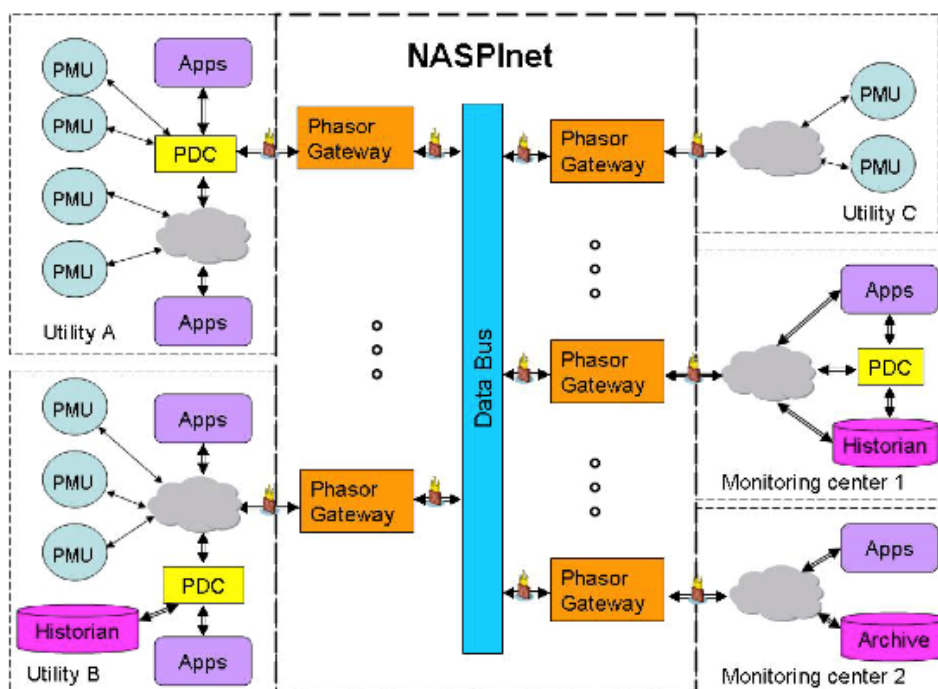 NASPInet
PMU
PMU
PMU
PMU
Apps
PDC
Apps
Utility A
Phasor
Gateway
PMU
PMU
PMU
Apps
PDC
Historian
Apps
Utility B
Phasor
Gateway
Data Bus
Phasor
Gateway
PMU
PMU
Utility C
Phasor
Gateway
Apps
PDC
Historian
Monitoring center 1
Phasor
Gateway
Apps
Archive
Monitoring center 2